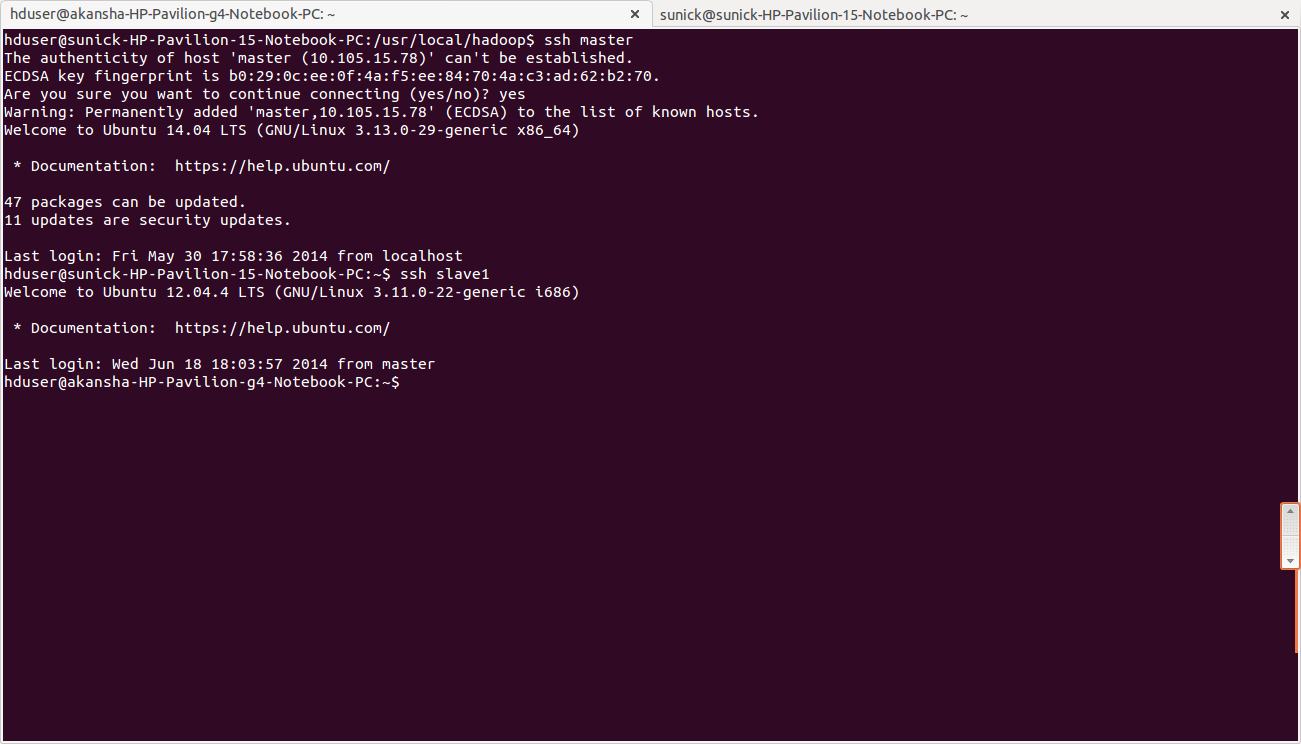 hduser@akansha-HP-Pavilion-g4-Notebook-PC: ~
sunick@sunick-HP-Pavilion-15-Notebook-PC: ~
hduser@sunick-HP-Pavilion-15-Notebook-PC:/usr/local/hadoop$ ssh master
The authenticity of host 'master (10.105.15.78)' can't be established.
ECDSA key fingerprint is b0:29:0c:ee:0f:4a:f5:ee:84:70:4a:c3:ad:62:b2:70.
Are you sure you want to continue connecting (yes/no)? yes
Warning: Permanently added 'master,10.105.15.78' (ECDSA) to the list of known hosts.
Welcome to Ubuntu 14.04 LTS (GNU/Linux 3.13.0-29-generic x86_64)
* Documentation:  https://help.ubuntu.com/
47 packages can be updated.
11 updates are security updates.
Last login: Fri May 30 17:58:36 2014 from localhost
hduser@sunick-HP-Pavilion-15-Notebook-PC:~$ ssh slave1
Welcome to Ubuntu 12.04.4 LTS (GNU/Linux 3.11.0-22-generic i686)
* Documentation:  https://help.ubuntu.com/
Last login: Wed Jun 18 18:03:57 2014 from master
hduser@akansha-HP-Pavilion-g4-Notebook-PC:~$